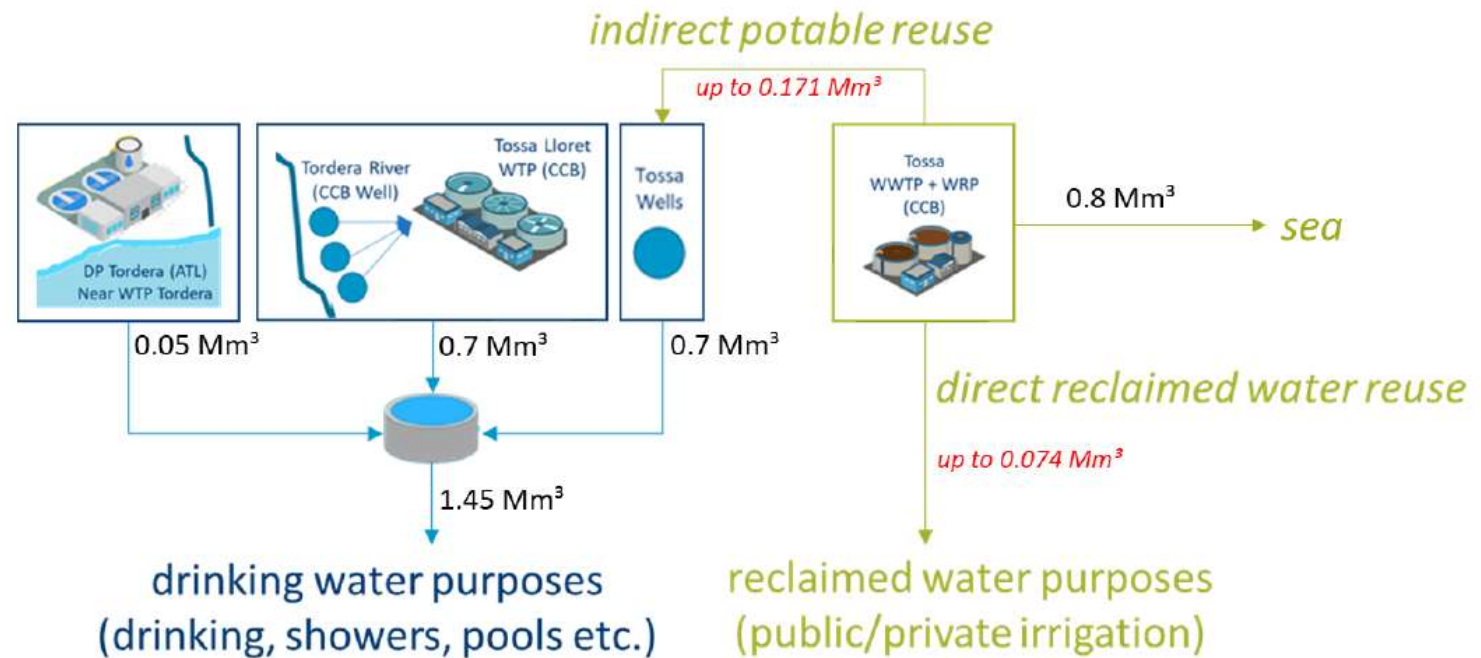 indirect potable reuse
up to 0.171 Mm³
DP Tordera (ATL)
Near WTP Tordera
Tordera River
(CCB Well)
Tossa Lloret
WTP (CCB)
Tossa
Wells
Tossa
WWTP + WRP
(CCB)
0.8 Mm³
sea
0.05 Mm³
0.7 Mm³
0.7 Mm³
direct reclaimed water reuse
up to 0.074 Mm³
1.45 Mm³
drinking water purposes
(drinking, showers, pools etc.)
reclaimed water purposes
(public/private irrigation)